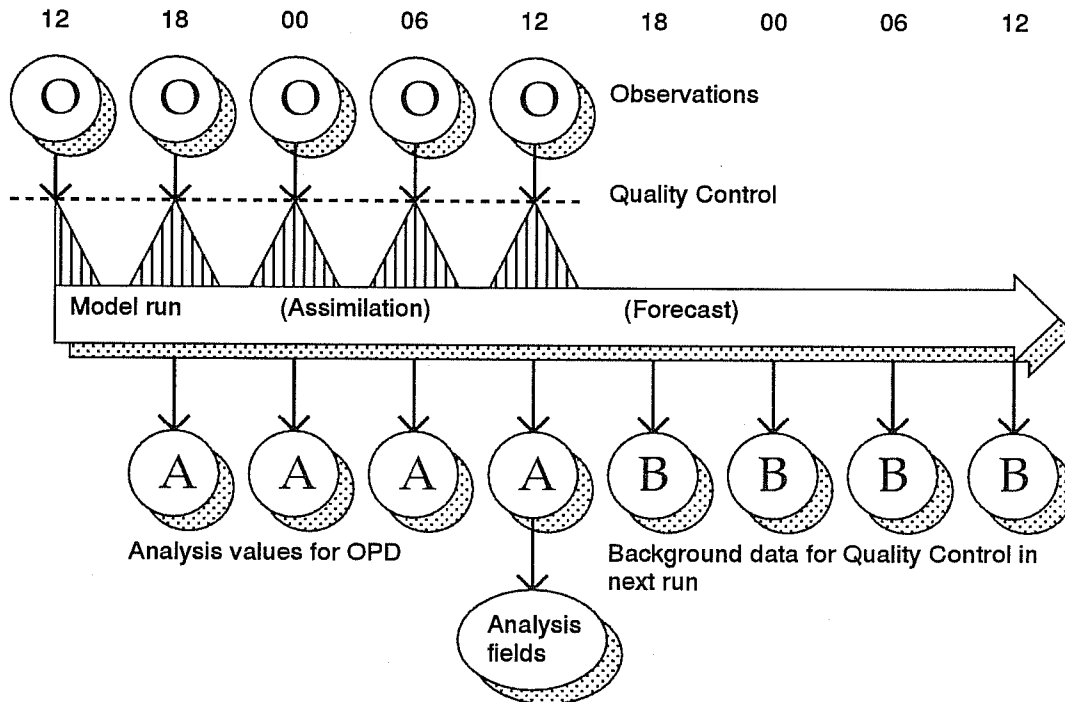 12 18 00 06 12 18 00 06 12
O O O O O Observations
Quality Control
Model run (Assimilation) (Forecast)
A A A A B B B B
Analysis values for OPD
Background data for Quality Control in
next run
Analysis
fields